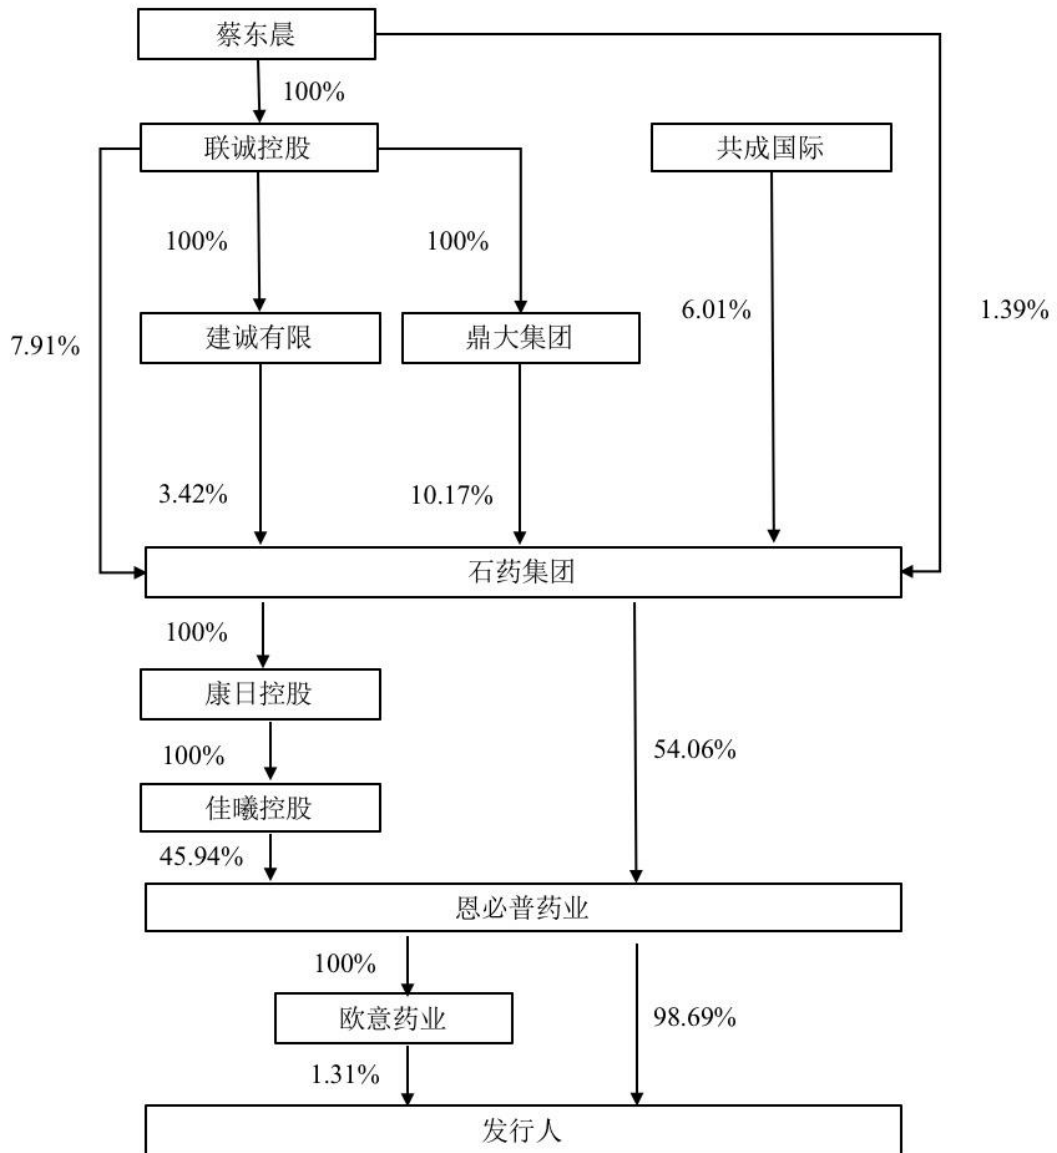 蔡东晨
100%
联诚控股
共成国际
100%
100%
6.01%
1.39%
7.91%
建诚有限
鼎大集团
3.42%
10.17%
石药集团
100%
康日控股
54.06%
100%
佳曦控股
45.94%
恩必普药业
100%
欧意药业
98.69%
1.31%
发行人